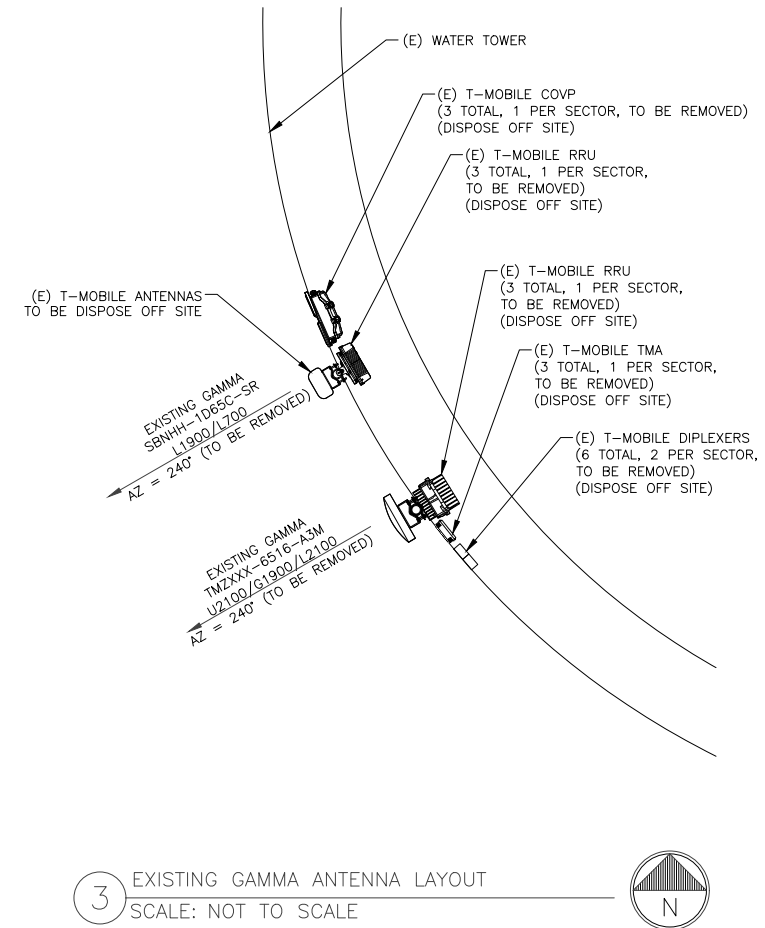 (E) WATER TOWER
(E) T-MOBILE COVP
(3 TOTAL, 1 PER SECTOR, TO BE REMOVED)
(DISPOSE OFF SITE)
(E) T-MOBILE RRU
(3 TOTAL, 1 PER SECTOR,
TO BE REMOVED)
(DISPOSE OFF SITE)
(E) T-MOBILE RRU
(3 TOTAL, 1 PER SECTOR,
TO BE REMOVED)
(DISPOSE OFF SITE)
(E) T-MOBILE ANTENNAS
TO BE DISPOSE OFF SITE
(E) T-MOBILE TMA
(3 TOTAL, 1 PER SECTOR,
TO BE REMOVED)
(DISPOSE OFF SITE)
EXISTING GAMMA
SBNHH-1D65C-SR
L1900/L700
AZ = 240° (TO BE REMOVED)
(E) T-MOBILE DIPLEXERS
(6 TOTAL, 2 PER SECTOR,
TO BE REMOVED)
(DISPOSE OFF SITE)
EXISTING GAMMA
TMZXXX-6516-A3M
U2100/G1900/L2100
AZ = 240° (TO BE REMOVED)
3
EXISTING GAMMA ANTENNA LAYOUT
SCALE: NOT TO SCALE
N